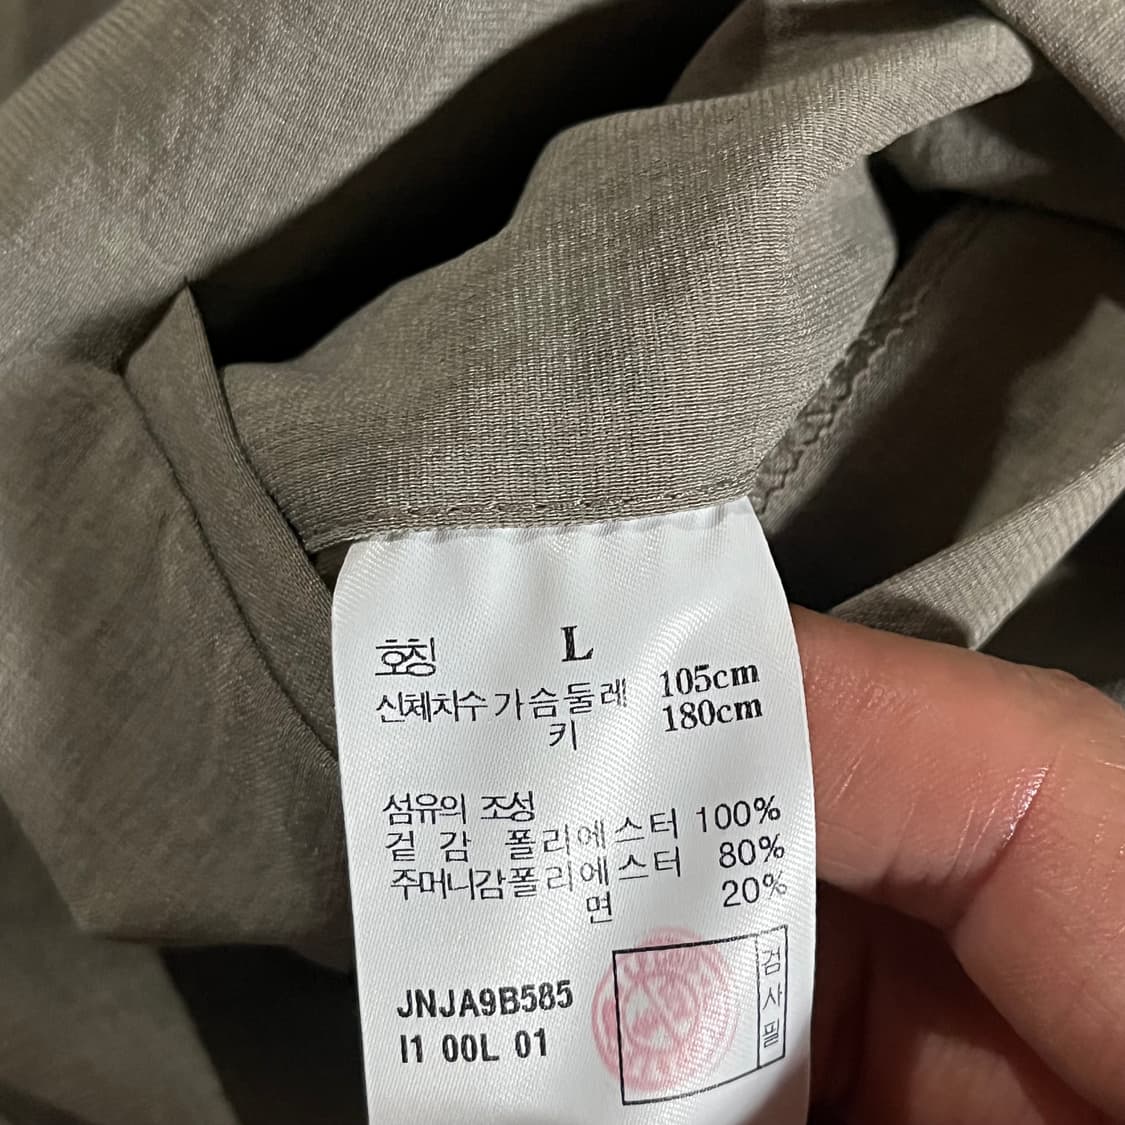 호칭 L
신체치수 가슴둘레 105cm
키 180cm
섬유의 조성
겉감 폴리에스터 100%
주머니감 폴리에스터 80%
면 20%
JNJA9B585
I1 00L 01
검사필